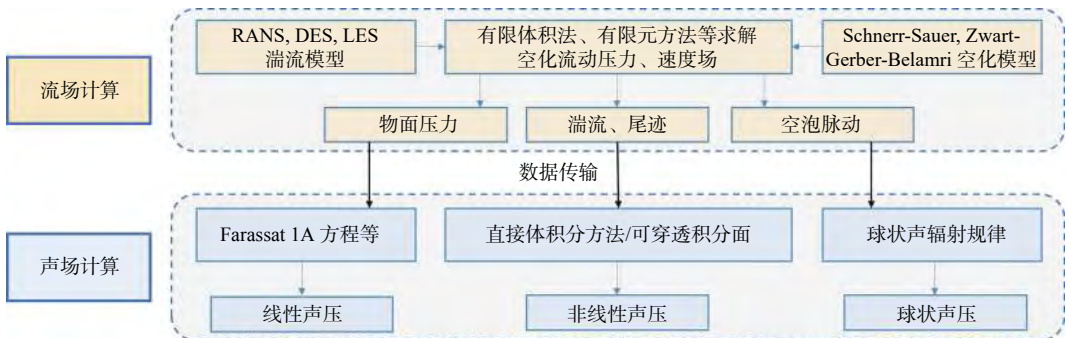 流场计算
RANS, DES, LES
湍流模型
有限体积法、有限元方法等求解
空化流动压力、速度场
Schnerr-Sauer, Zwart-
Gerber-Belamri 空化模型
物面压力
湍流、尾迹
空泡脉动
数据传输
声场计算
Farassat 1A 方程等
直接体积分方法/可穿透积分面
球状声辐射规律
线性声压
非线性声压
球状声压